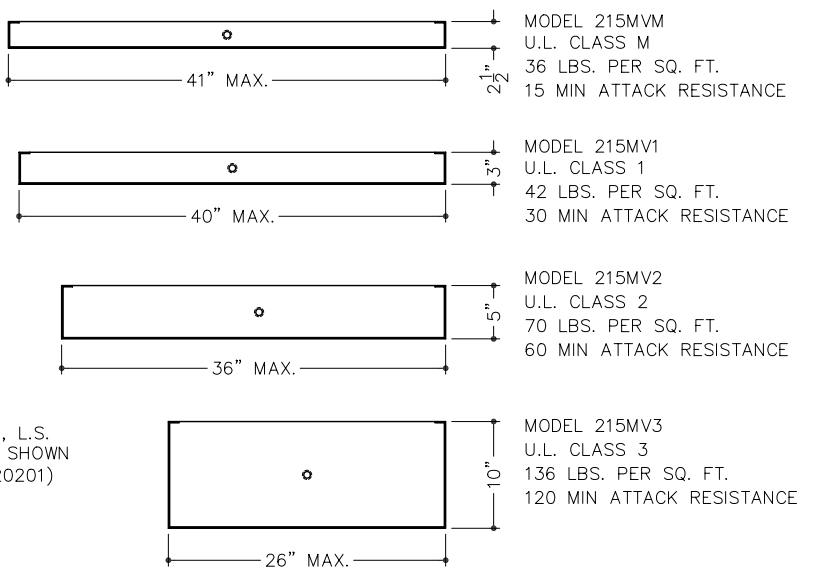 MODEL 215MVM
U.L. CLASS M
36 LBS. PER SQ. FT.
15 MIN ATTACK RESISTANCE
41" MAX.
2 1/2"
MODEL 215MV1
U.L. CLASS 1
42 LBS. PER SQ. FT.
30 MIN ATTACK RESISTANCE
40" MAX.
3"
MODEL 215MV2
U.L. CLASS 2
70 LBS. PER SQ. FT.
60 MIN ATTACK RESISTANCE
36" MAX.
5"
, L.S.
SHOWN
20201)
MODEL 215MV3
U.L. CLASS 3
136 LBS. PER SQ. FT.
120 MIN ATTACK RESISTANCE
10"
26" MAX.